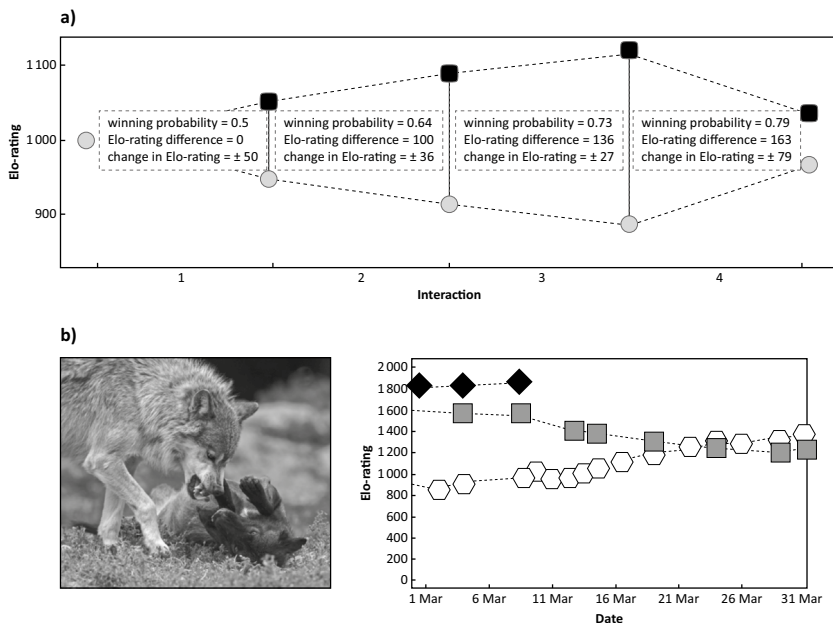 a)
Elo-rating
1 100
1 000
900
winning probability = 0.5
Elo-rating difference = 0
change in Elo-rating = ± 50
winning probability = 0.64
Elo-rating difference = 100
change in Elo-rating = ± 36
winning probability = 0.73
Elo-rating difference = 136
change in Elo-rating = ± 27
winning probability = 0.79
Elo-rating difference = 163
change in Elo-rating = ± 79
1 2 3 4
Interaction
b)
Elo-rating
2 000
1 800
1 600
1 400
1 200
1 000
800
600
400
200
0
1 Mar 6 Mar 11 Mar 16 Mar 21 Mar 26 Mar 31 Mar
Date